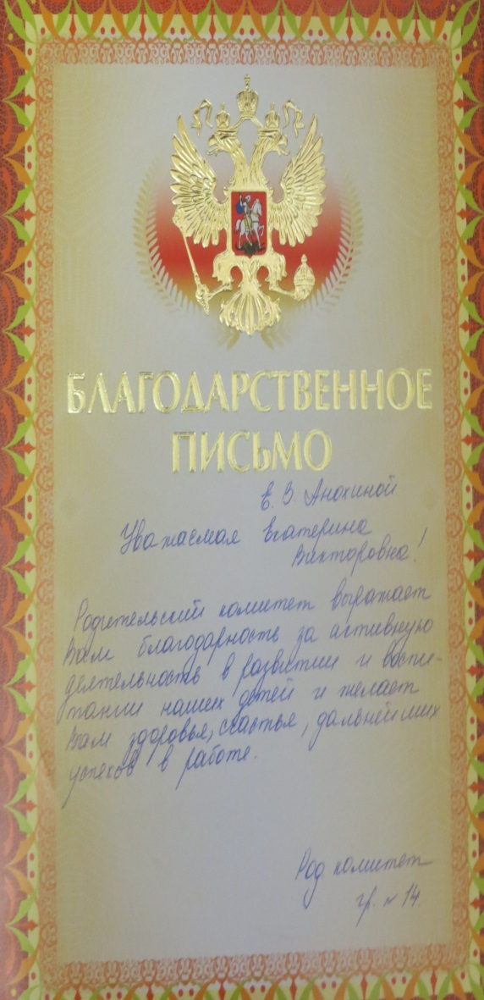 БЛАГОДАРСТВЕННОЕ
ПИСЬМО
Е. В. Анохиной
Уважаемая Екатерина
Викторовна!
Родительский комитет выражает
Вам благодарность за активную
деятельность в развитии и воспи-
тании наших детей и желает
Вам здоровья, счастья, дальнейших
успехов в работе.
Род. комитет
гр. № 14